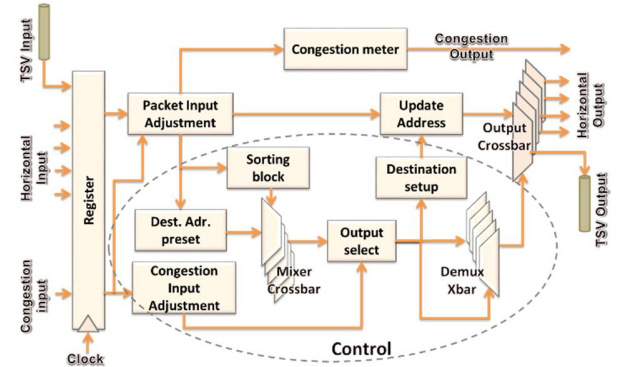 TSV Input
Horizontal
Input
Congestion
input
Register
Clock
Packet Input
Adjustment
Congestion meter
Congestion
Output
Update
Address
Output
Crossbar
Horizontal
Output
TSV Output
Sorting
block
Destination
setup
Dest. Adr.
preset
Mixer
Crossbar
Output
select
Demux
Xbar
Congestion
Input
Adjustment
Control